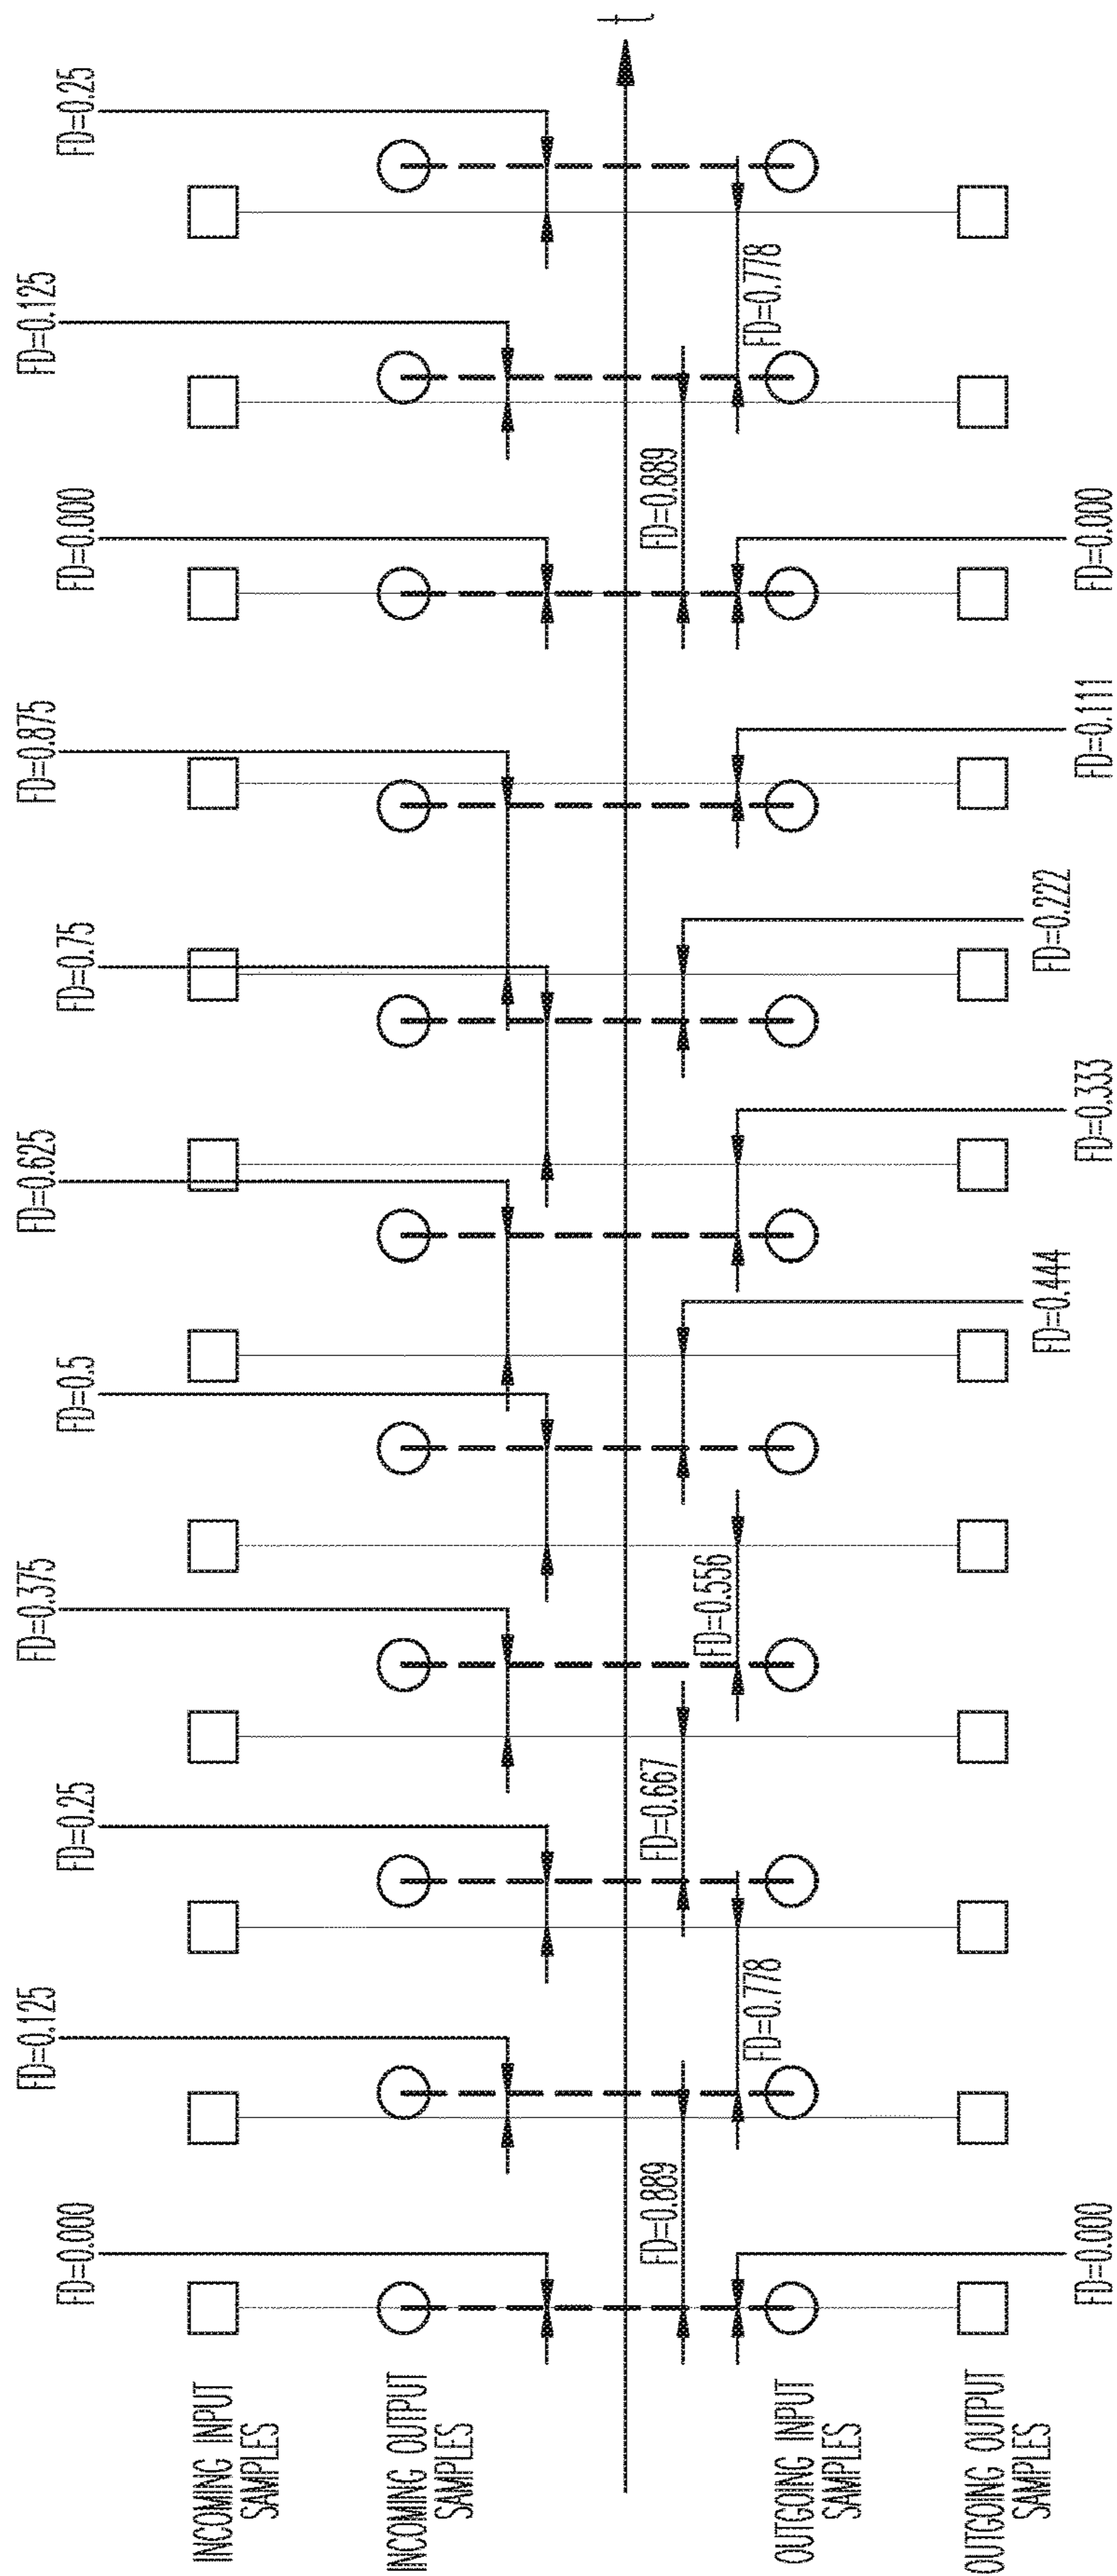 FD=0.000
FD=0.125
FD=0.25
FD=0.375
FD=0.5
FD=0.625
FD=0.75
FD=0.875
FD=0.000
FD=0.125
FD=0.25
INCOMING INPUT
SAMPLES
INCOMING OUTPUT
SAMPLES
t
FD=0.889
FD=0.667
FD=0.889
FD=0.778
FD=0.556
FD=0.778
OUTGOING INPUT
SAMPLES
OUTGOING OUTPUT
SAMPLES
FD=0.444
FD=0.222
FD=0.000
FD=0.333
FD=0.111
FD=0.000